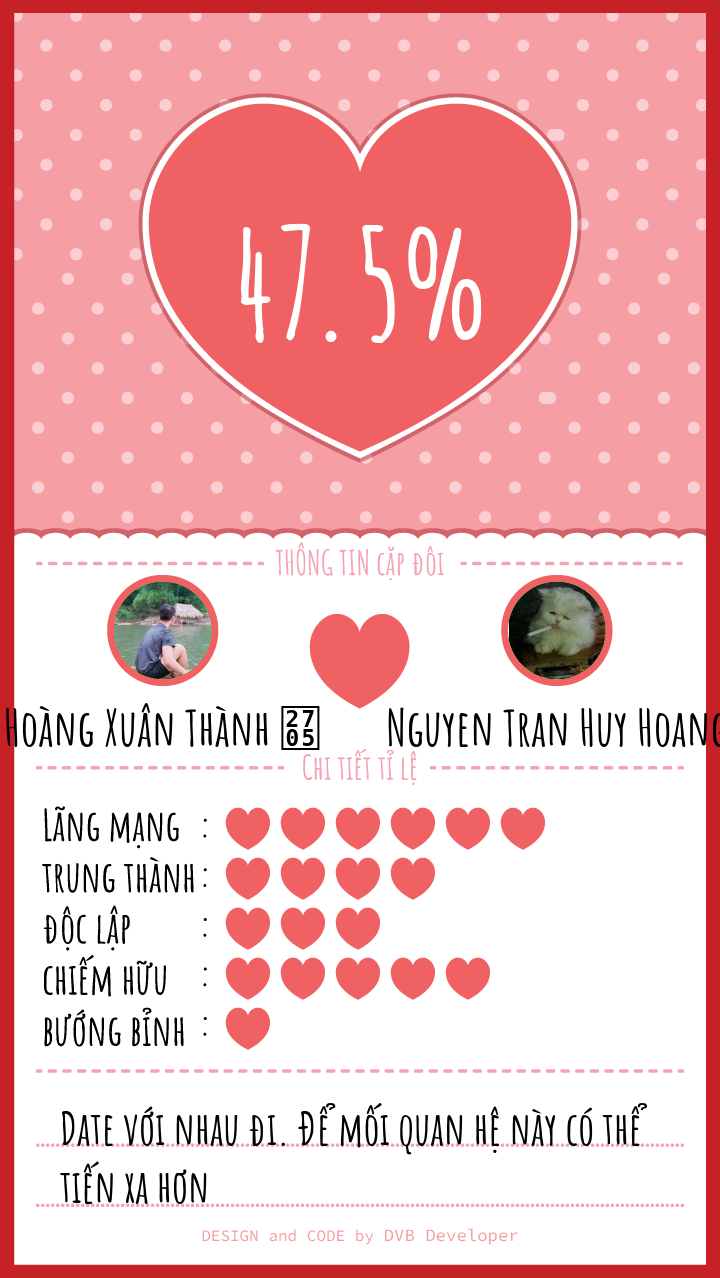 47.5%
THÔNG TIN CẶP ĐÔI
Hoàng Xuân Thành 2705
Nguyen Tran Huy Hoang
Chi tiết tỉ lệ
Lãng mạng :
trung thành :
độc lập :
chiếm hữu :
bướng bỉnh :
Date với nhau đi. Để mối quan hệ này có thể
tiến xa hơn
DESIGN and CODE by DVB Developer